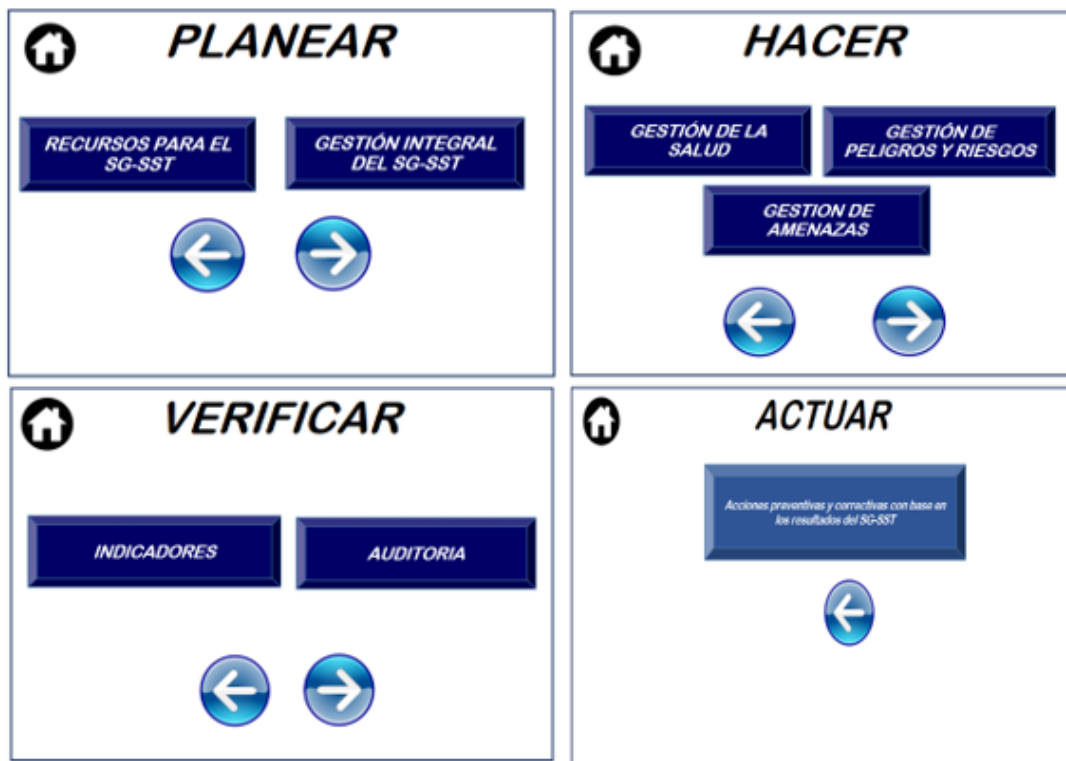 PLANEAR
RECURSOS PARA EL
SG-SST
GESTIÓN INTEGRAL
DEL SG-SST
HACER
GESTIÓN DE LA
SALUD
GESTIÓN DE
PELIGROS Y RIESGOS
GESTION DE
AMENAZAS
VERIFICAR
INDICADORES
AUDITORIA
ACTUAR
Acciones preventivas y correctivas con base en
los resultados del SG-SST